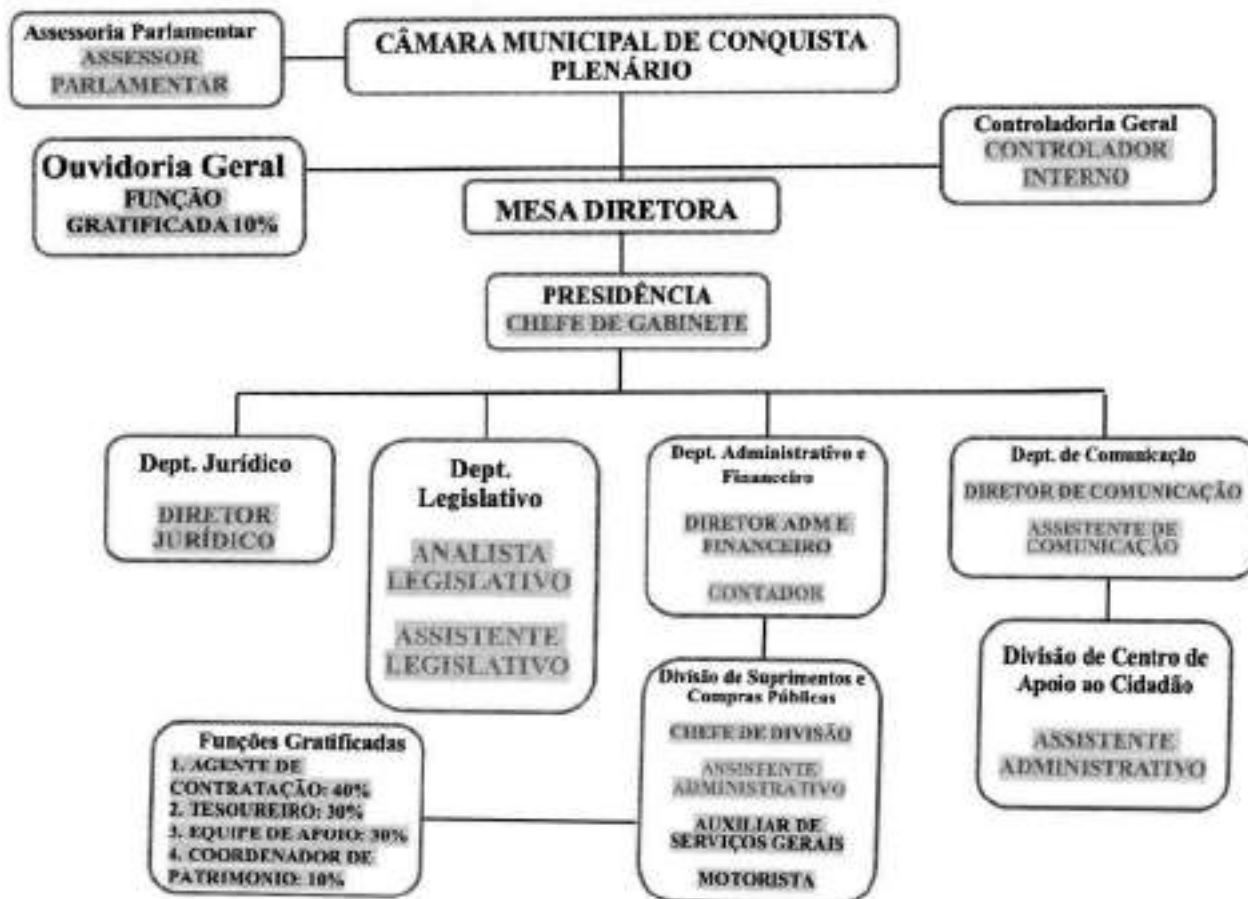 Assessoria Parlamentar
ASSESSOR
PARLAMENTAR
CÂMARA MUNICIPAL DE CONQUISTA
PLENÁRIO
Controladoria Geral
CONTROLADOR
INTERNO
Ouvidoria Geral
FUNÇÃO
GRATIFICADA 10%
MESA DIRETORA
PRESIDÊNCIA
CHEFE DE GABINETE
Dept. Jurídico
DIRETOR
JURÍDICO
Dept.
Legislativo
ANALISTA
LEGISLATIVO
ASSISTENTE
LEGISLATIVO
Dept. Administrativo e
Financeiro
DIRETOR ADM E
FINANCEIRO
CONTADOR
Dept. de Comunicação
DIRETOR DE COMUNICAÇÃO
ASSISTENTE DE
COMUNICAÇÃO
Divisão de Suprimentos e
Compras Públicas
CHEFE DE DIVISÃO
ASSISTENTE
ADMINISTRATIVO
AUXILIAR DE
SERVIÇOS GERAIS
MOTORISTA
Divisão de Centro de
Apoio ao Cidadão
ASSISTENTE
ADMINISTRATIVO
Funções Gratificadas
1. AGENTE DE
CONTRATAÇÃO: 40%
2. TESOUREIRO: 30%
3. EQUIPE DE APOIO: 30%
4. COORDENADOR DE
PATRIMONIO: 10%